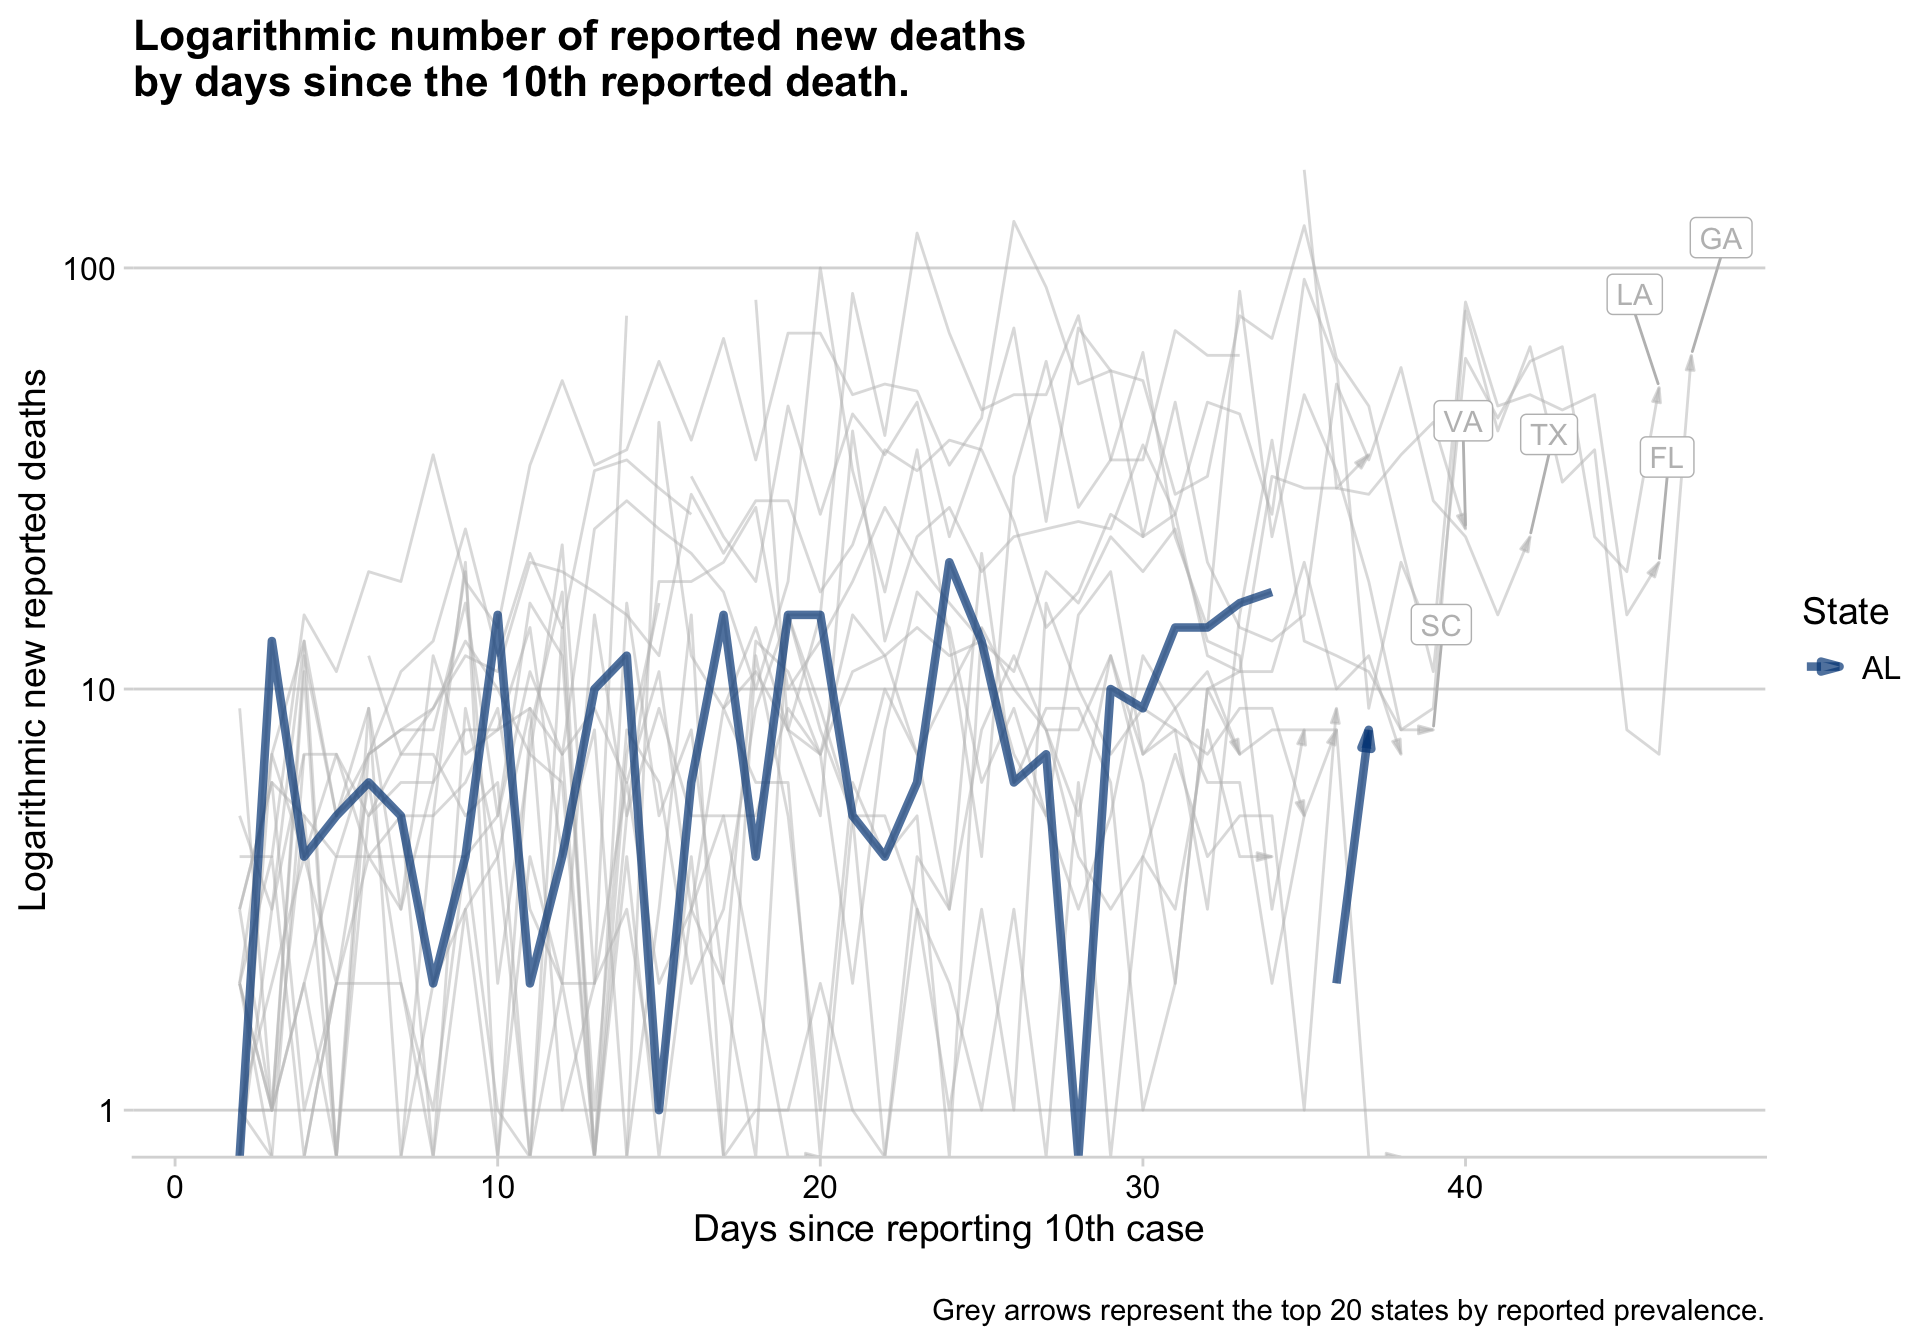 Logarithmic number of reported new deaths
by days since the 10th reported death.
Logarithmic new reported deaths
100
10
1
GA
LA
VA
TX
FL
SC
State
AL
0 10 20 30 40
Days since reporting 10th case
Grey arrows represent the top 20 states by reported prevalence.